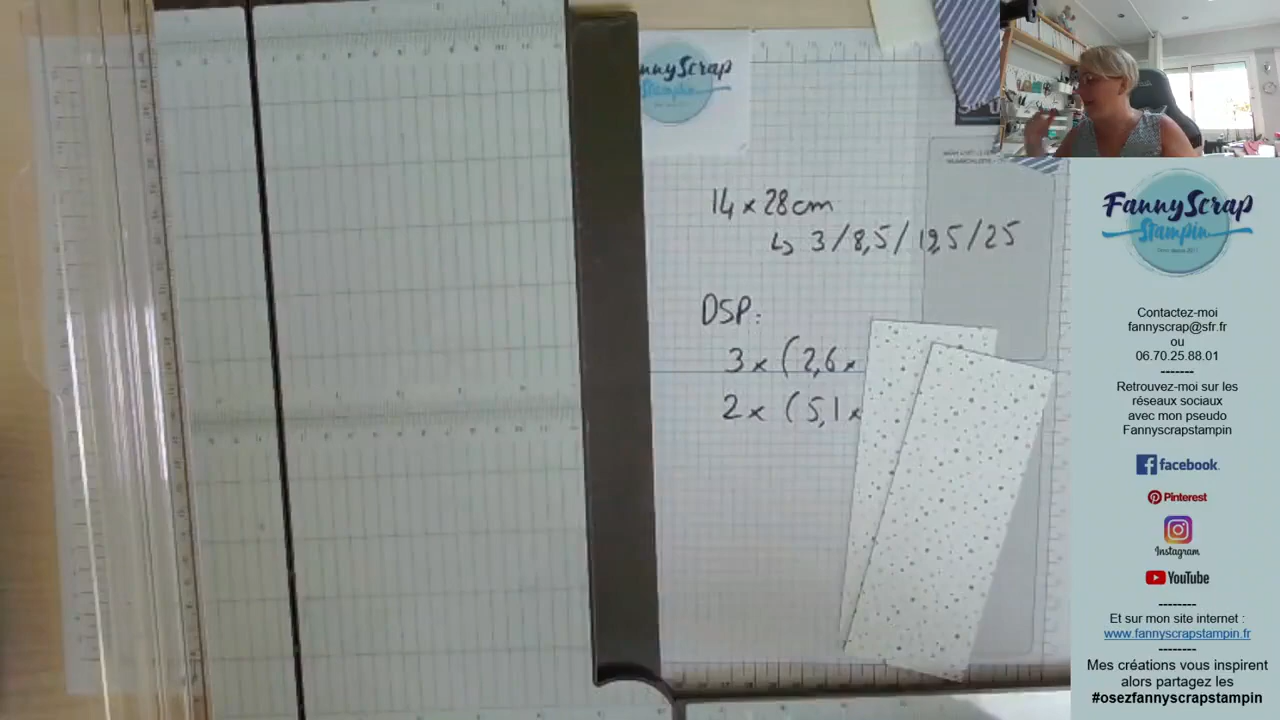 nnyScrap
Stampin'
14 x 28 cm
↳ 3 / 8,5 / 19,5 / 25
DSP:
3 x ( 2,6 x
2 x ( 5,1 x
FannyScrap
Stampin'
Contactez-moi
fannyscrap@sfr.fr
ou
06.70.25.88.01
-------
Retrouvez-moi sur les
réseaux sociaux
avec mon pseudo
Fannyscrapstampin
facebook.
Pinterest
Instagram
YouTube
--------
Et sur mon site internet :
www.fannyscrapstampin.fr
--------
Mes créations vous inspirent
alors partagez les
#osezfannyscrapstampin